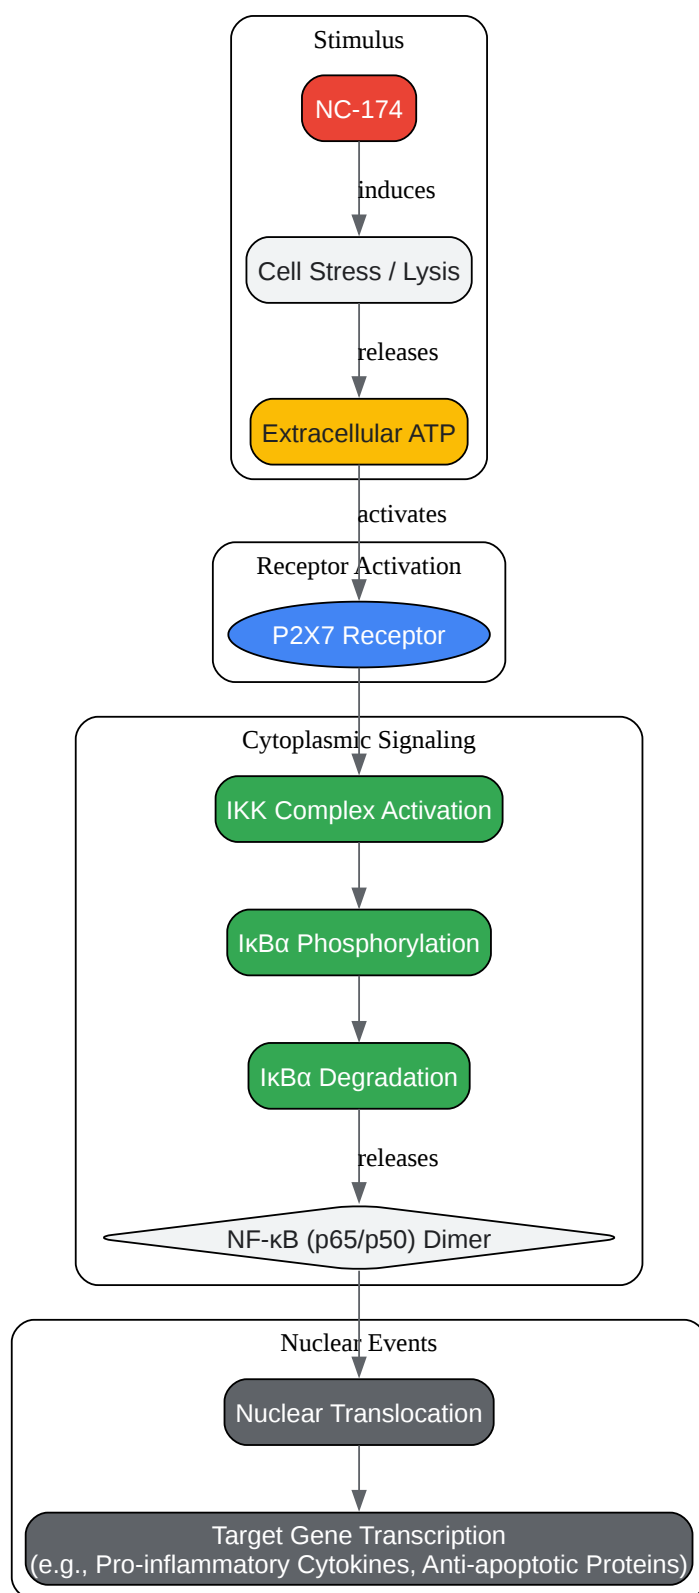 Stimulus
NC-174
induces
Cell Stress / Lysis
releases
Extracellular ATP
activates
Receptor Activation
P2X7 Receptor
Cytoplasmic Signaling
IKK Complex Activation
IκBα Phosphorylation
IκBα Degradation
releases
NF-κB (p65/p50) Dimer
Nuclear Events
Nuclear Translocation
Target Gene Transcription
(e.g., Pro-inflammatory Cytokines, Anti-apoptotic Proteins)